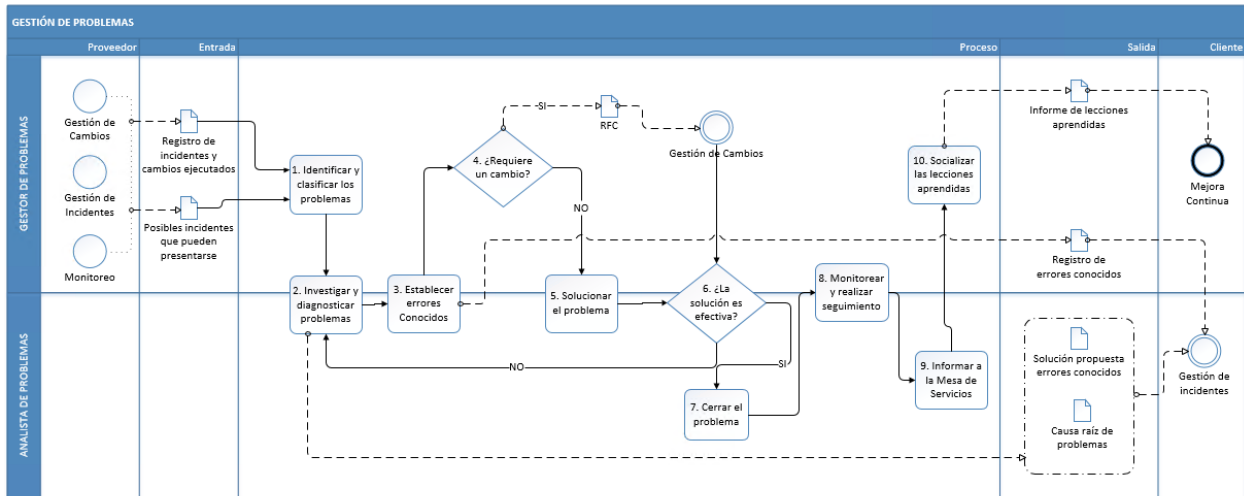 GESTIÓN DE PROBLEMAS
Proveedor
Entrada
Proceso
Salida
Cliente
GESTOR DE PROBLEMAS
Gestión de
Cambios
Gestión de
Incidentes
Monitoreo
Registro de
incidentes y
cambios ejecutados
Posibles incidentes
que pueden
presentarse
1. Identificar y
clasificar los
problemas
2. Investigar y
diagnosticar
problemas
3. Establecer
errores
Conocidos
4. ¿Requiere
un cambio?
SI
RFC
Gestión de Cambios
NO
5. Solucionar
el problema
6. ¿La
solución es
efectiva?
NO
SI
7. Cerrar el
problema
8. Monitorear
y realizar
seguimiento
9. Informar a
la Mesa de
Servicios
10. Socializar
las lecciones
aprendidas
Informe de lecciones
aprendidas
Mejora
Continua
Registro de
errores conocidos
ANALISTA DE PROBLEMAS
Solución propuesta
errores conocidos
Causa raíz de
problemas
Gestión de
incidentes